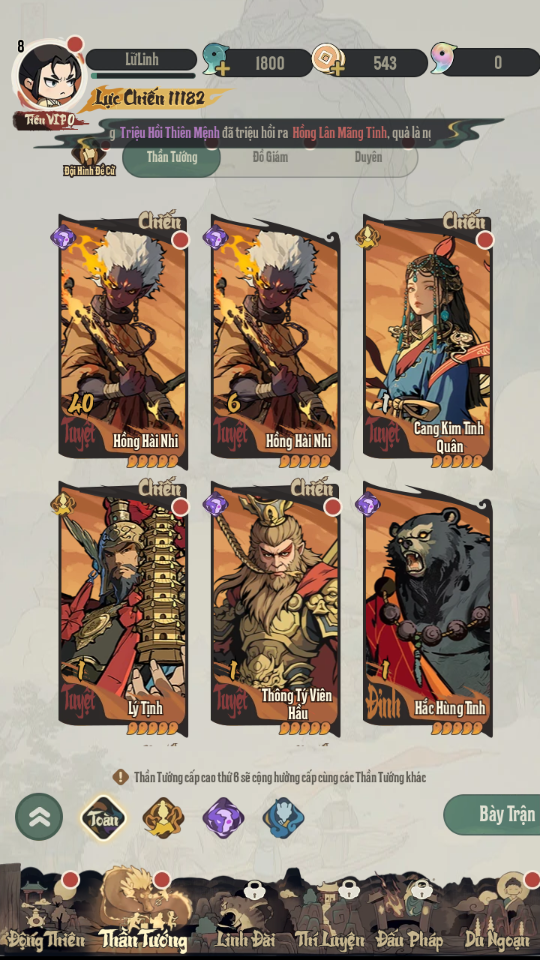 8
LữLinh
1800
543
0
Tiên VIP 0
Lực Chiến 11182
g Triệu Hồi Thiên Mệnh đã triệu hồi ra Hồng Lân Mãng Tinh, quả là
Đội Hình Đề Cử
Thần Tướng
Đồ Giám
Duyên
Chiến
Chiến
40
6
1
Tuyệt
Hồng Hài Nhi
Tuyệt
Hồng Hài Nhi
Tuyệt
Cang Kim Tinh
Quân
Chiến
Chiến
1
1
1
Tuyệt
Lý Tịnh
Tuyệt
Thông Tý Viên
Hầu
Đỉnh
Hắc Hùng Tinh
Thần Tướng cấp cao thứ 6 sẽ cộng hưởng cấp cùng các Thần Tướng khác
Toàn
Bày Trận
Động Thiên
Thần Tướng
Linh Đài
Thí Luyện
Đấu Pháp
Du Ngoạn